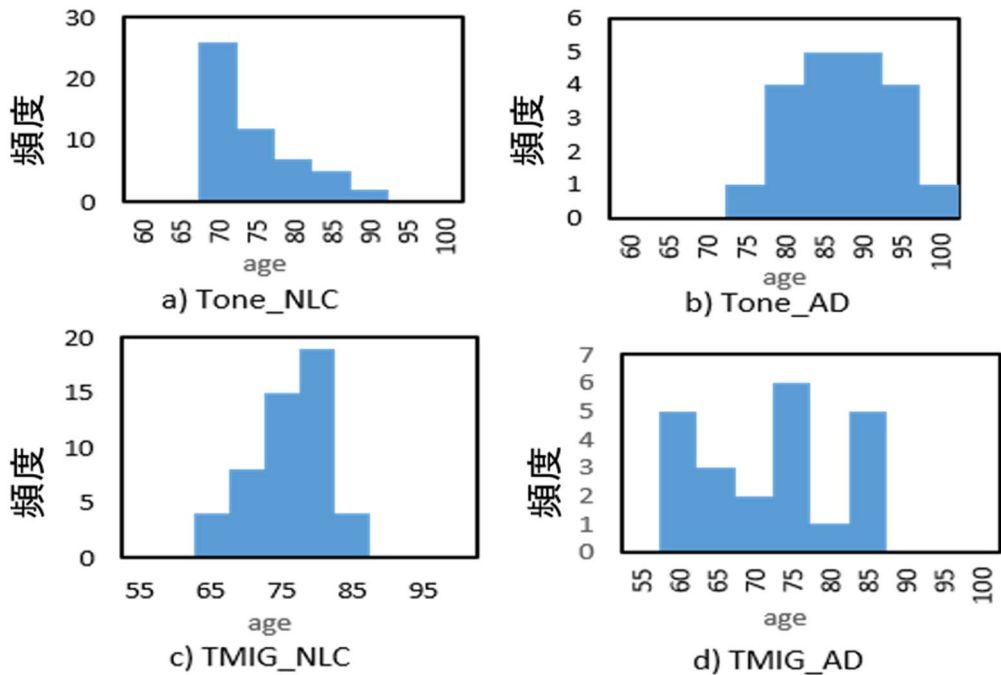 30
20
10
0
頻度
60 65 70 75 80 85 90 95 100
age
a) Tone_NLC
6
5
4
3
2
1
0
頻度
60 65 70 75 80 85 90 95 100
age
b) Tone_AD
20
15
10
5
0
頻度
55 65 75 85 95
age
c) TMIG_NLC
7
6
5
4
3
2
1
0
頻度
55 60 65 70 75 80 85 90 95 100
age
d) TMIG_AD